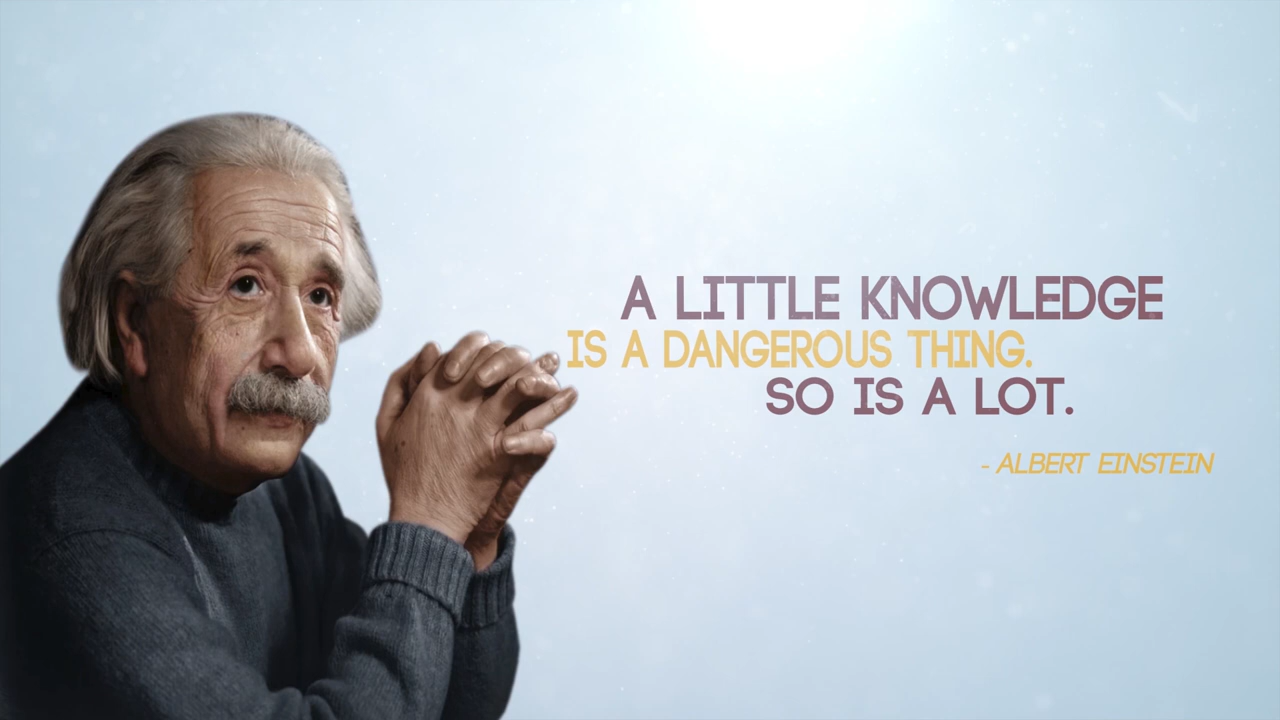 A LITTLE KNOWLEDGE
IS A DANGEROUS THING.
SO IS A LOT.
- ALBERT EINSTEIN